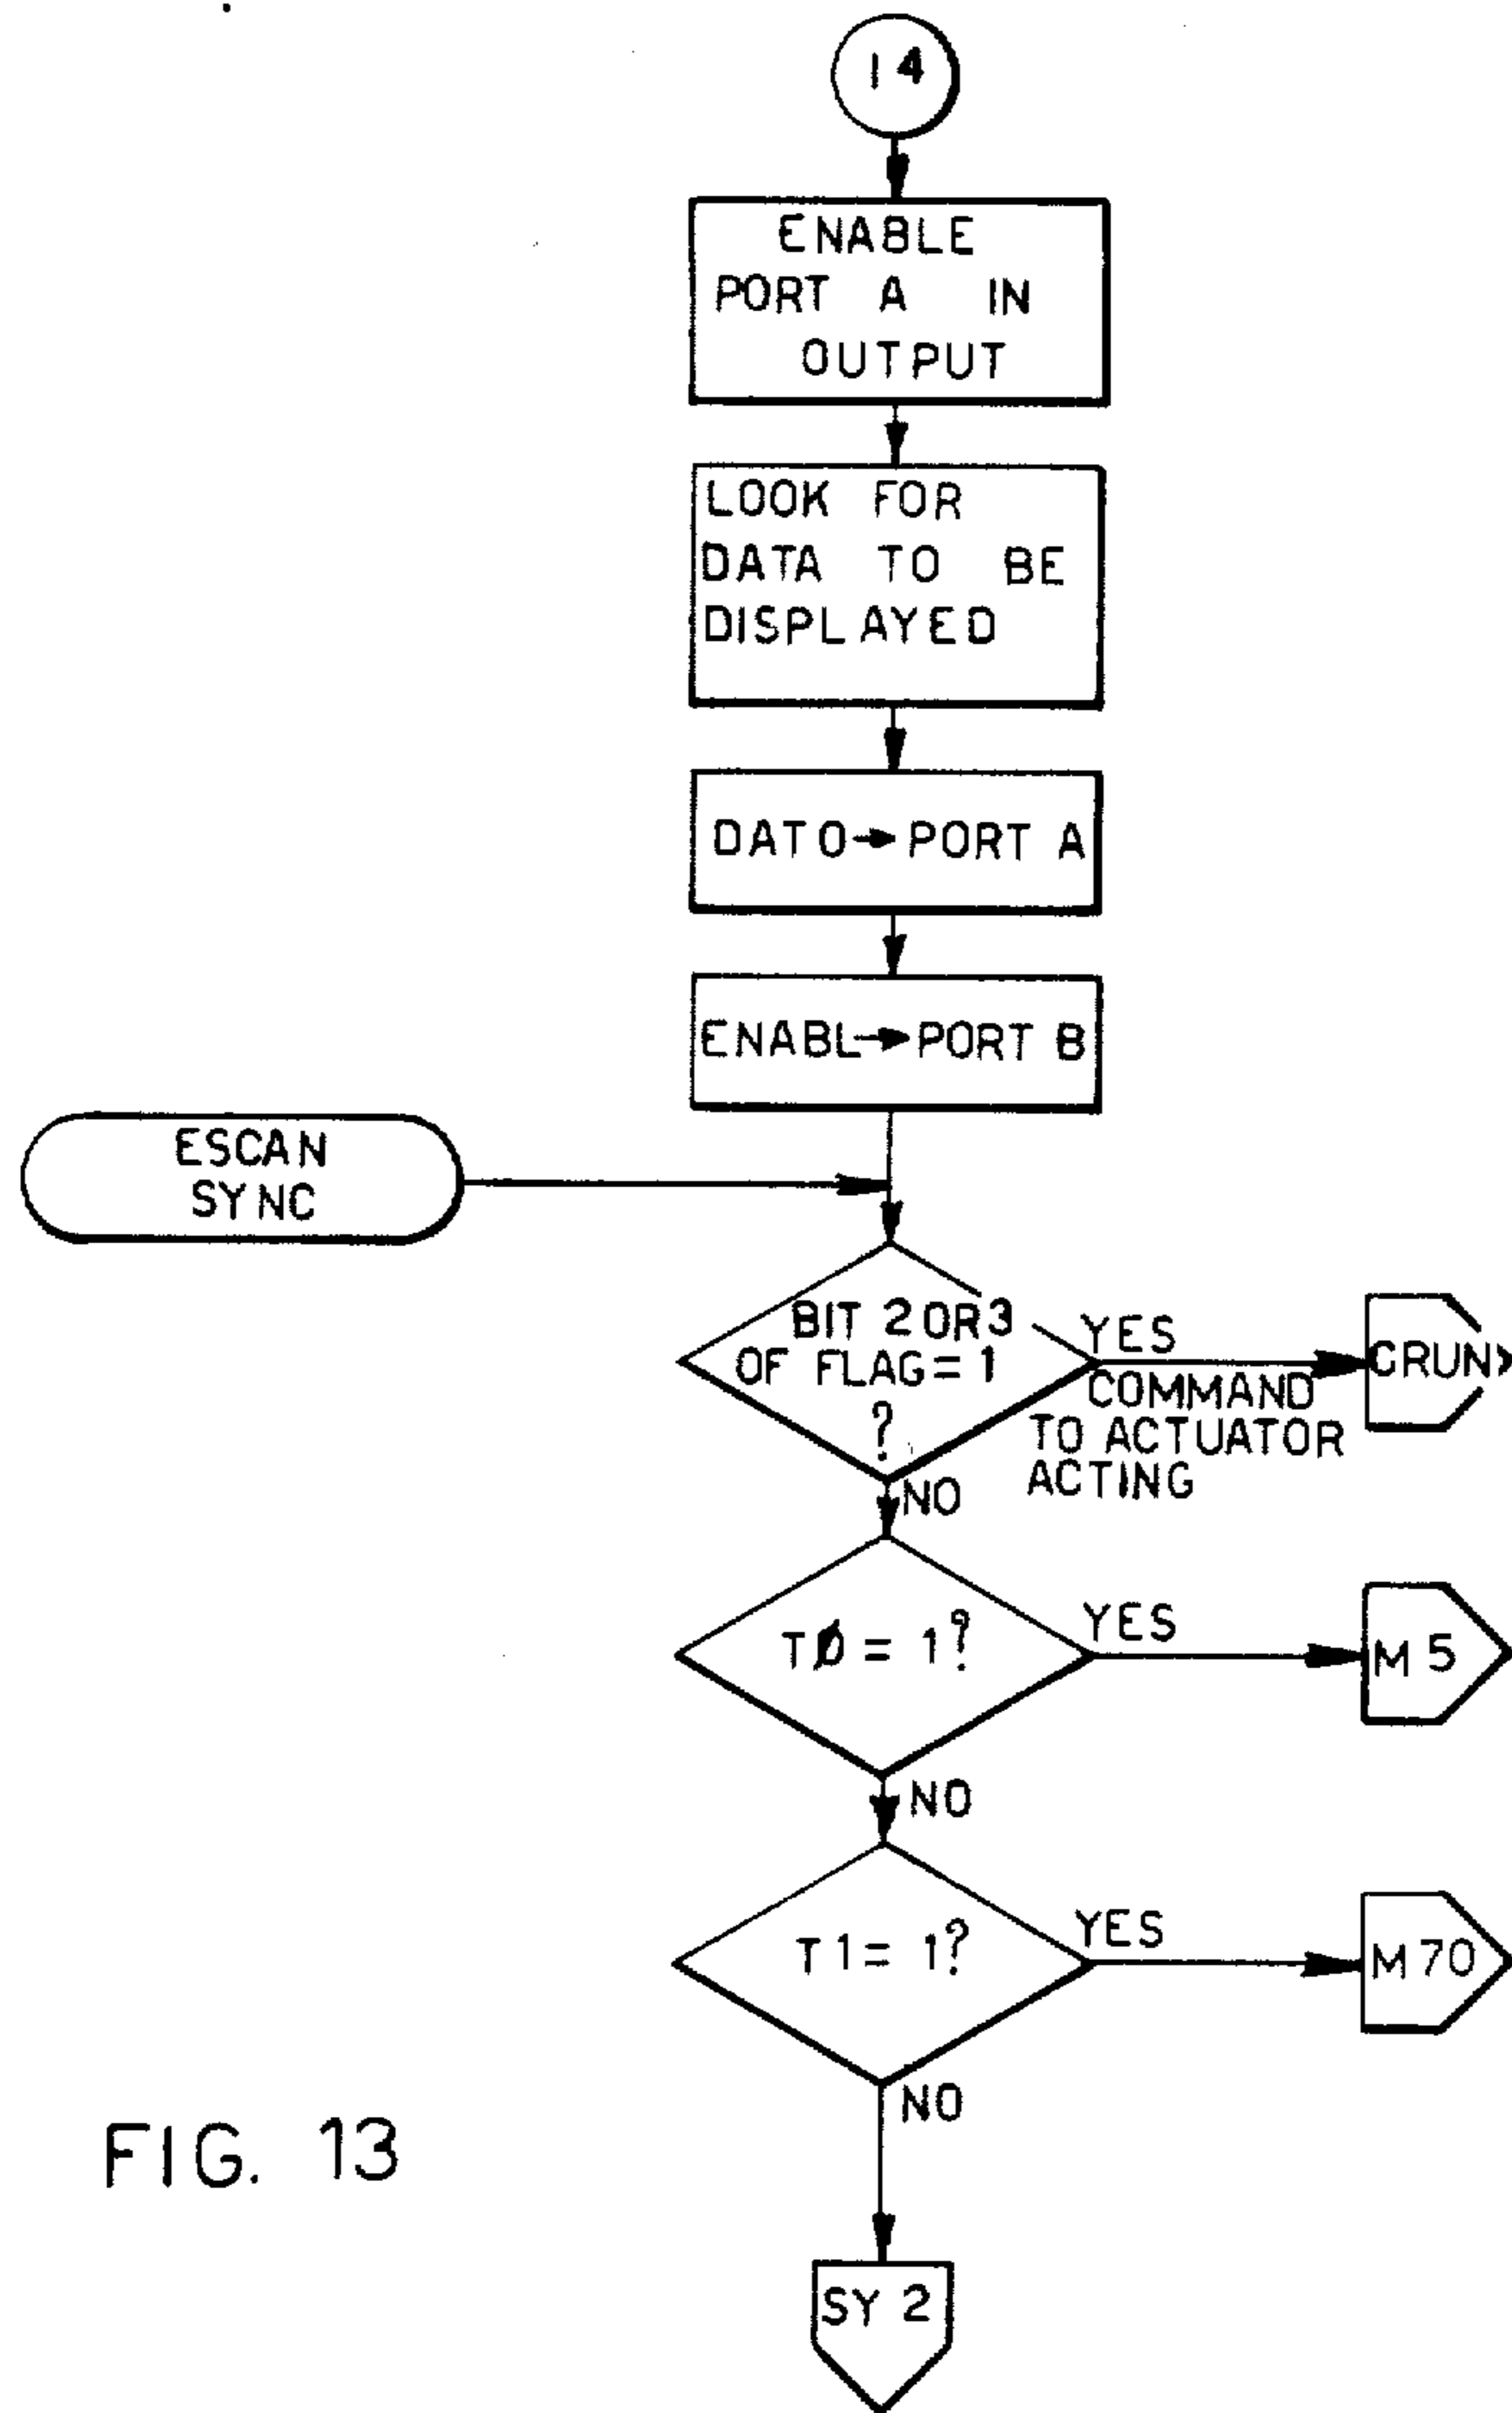 14
ENABLE
PORT A IN
OUTPUT
LOOK FOR
DATA TO BE
DISPLAYED
DATO→PORT A
ENABL→PORT B
ESCAN
SYNC
BIT 2 OR 3
OF FLAG = 1
?
YES
COMMAND
TO ACTUATOR
ACTING
CRUNX
NO
TØ = 1?
YES
M 5
NO
T1 = 1?
YES
M 70
NO
SY 2
FIG. 13